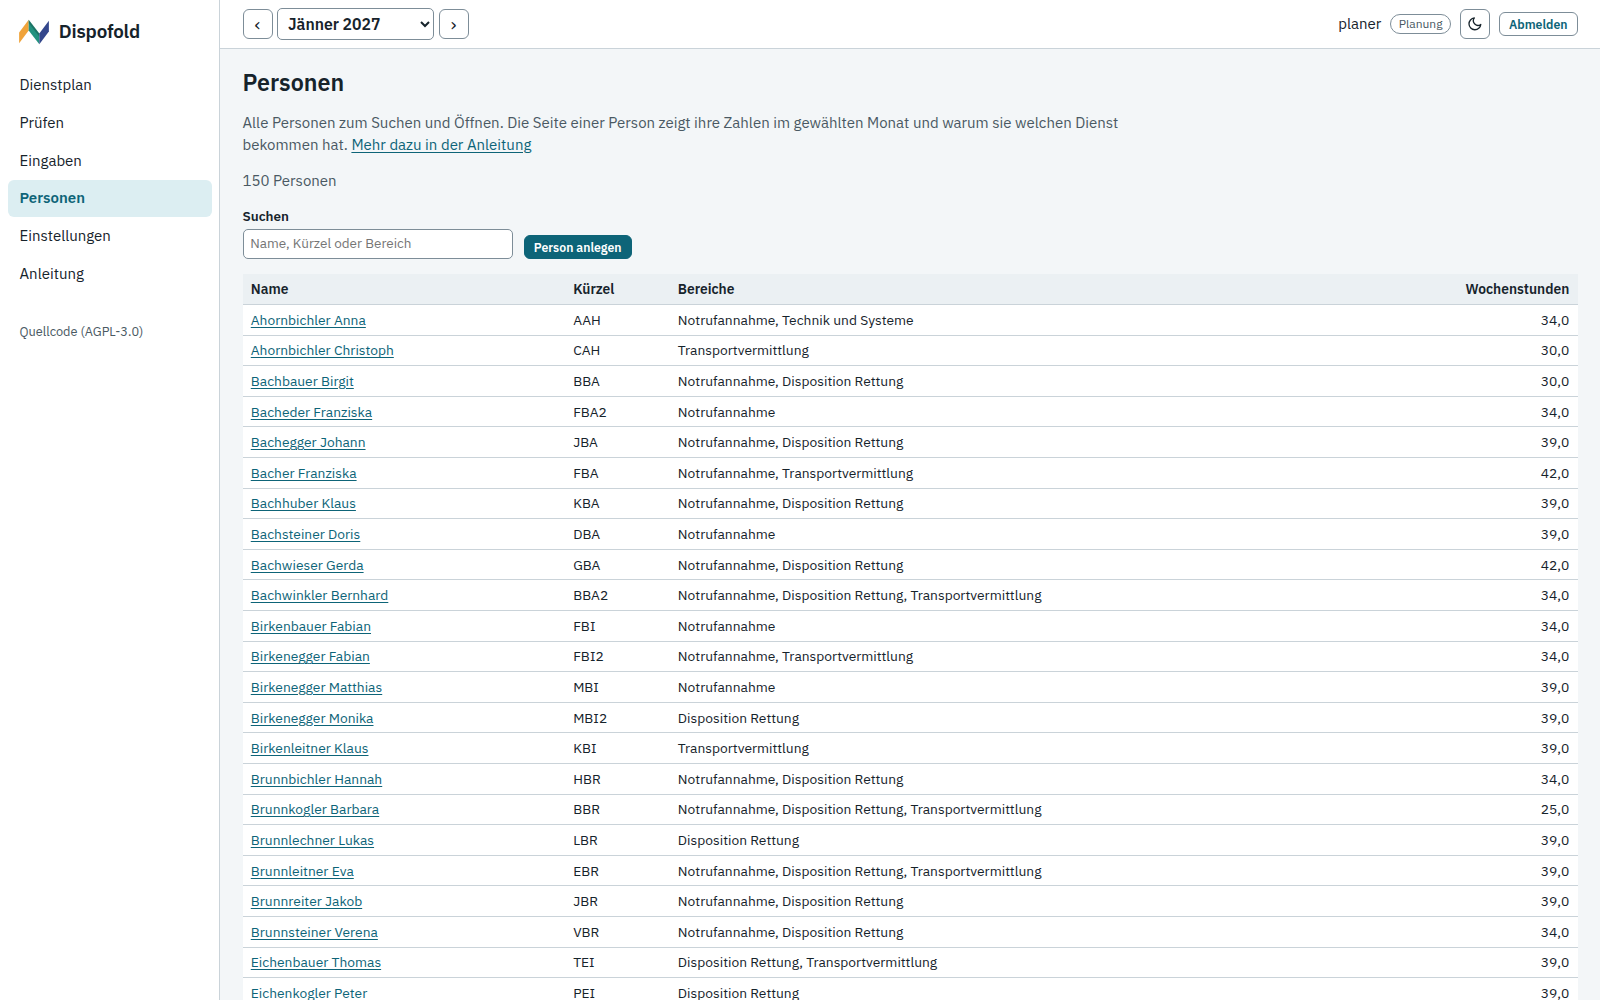 Dispofold
Dienstplan
Prüfen
Eingaben
Personen
Einstellungen
Anleitung
Quellcode (AGPL-3.0)
‹ Jänner 2027 ›
planer Planung Abmelden
Personen
Alle Personen zum Suchen und Öffnen. Die Seite einer Person zeigt ihre Zahlen im gewählten Monat und warum sie welchen Dienst
bekommen hat. Mehr dazu in der Anleitung
150 Personen
Suchen
Name, Kürzel oder Bereich Person anlegen
Name Kürzel Bereiche Wochenstunden
Ahornbichler Anna AAH Notrufannahme, Technik und Systeme 34,0
Ahornbichler Christoph CAH Transportvermittlung 30,0
Bachbauer Birgit BBA Notrufannahme, Disposition Rettung 30,0
Bacheder Franziska FBA2 Notrufannahme 34,0
Bachegger Johann JBA Notrufannahme, Disposition Rettung 39,0
Bacher Franziska FBA Notrufannahme, Transportvermittlung 42,0
Bachhuber Klaus KBA Notrufannahme, Disposition Rettung 39,0
Bachsteiner Doris DBA Notrufannahme 39,0
Bachwieser Gerda GBA Notrufannahme, Disposition Rettung 42,0
Bachwinkler Bernhard BBA2 Notrufannahme, Disposition Rettung, Transportvermittlung 34,0
Birkenbauer Fabian FBI Notrufannahme 34,0
Birkenegger Fabian FBI2 Notrufannahme, Transportvermittlung 34,0
Birkenegger Matthias MBI Notrufannahme 39,0
Birkenegger Monika MBI2 Disposition Rettung 39,0
Birkenleitner Klaus KBI Transportvermittlung 39,0
Brunnbichler Hannah HBR Notrufannahme, Disposition Rettung 34,0
Brunnkogler Barbara BBR Notrufannahme, Disposition Rettung, Transportvermittlung 25,0
Brunnlechner Lukas LBR Disposition Rettung 39,0
Brunnleitner Eva EBR Notrufannahme, Disposition Rettung, Transportvermittlung 39,0
Brunnreiter Jakob JBR Notrufannahme, Disposition Rettung 39,0
Brunnsteiner Verena VBR Notrufannahme, Disposition Rettung 34,0
Eichenbauer Thomas TEI Disposition Rettung, Transportvermittlung 39,0
Eichenkogler Peter PEI Disposition Rettung 39,0